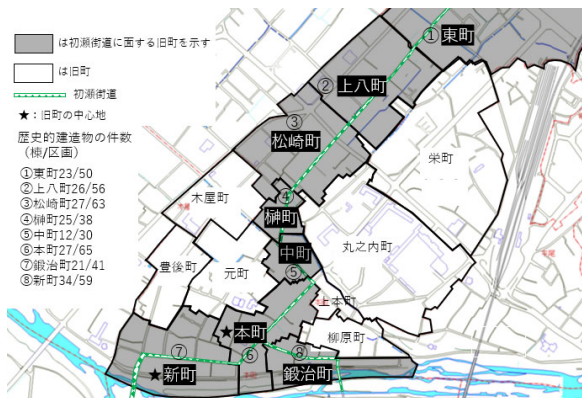 は初瀬街道に面する旧町を示す
は旧町
初瀬街道
★：旧町の中心地
歴史的建造物の件数
(棟/区画)
①東町23/50
②上八町26/56
③松崎町27/63
④榊町25/38
⑤中町12/30
⑥本町27/65
⑦鍛治町21/41
⑧新町34/59
①東町
②上八町
③松崎町
栄町
木屋町
④榊町
丸之内町
中町
⑤
豊後町
元町
上本町
★本町
柳原町
⑦
⑥
⑧
★新町
鍛治町